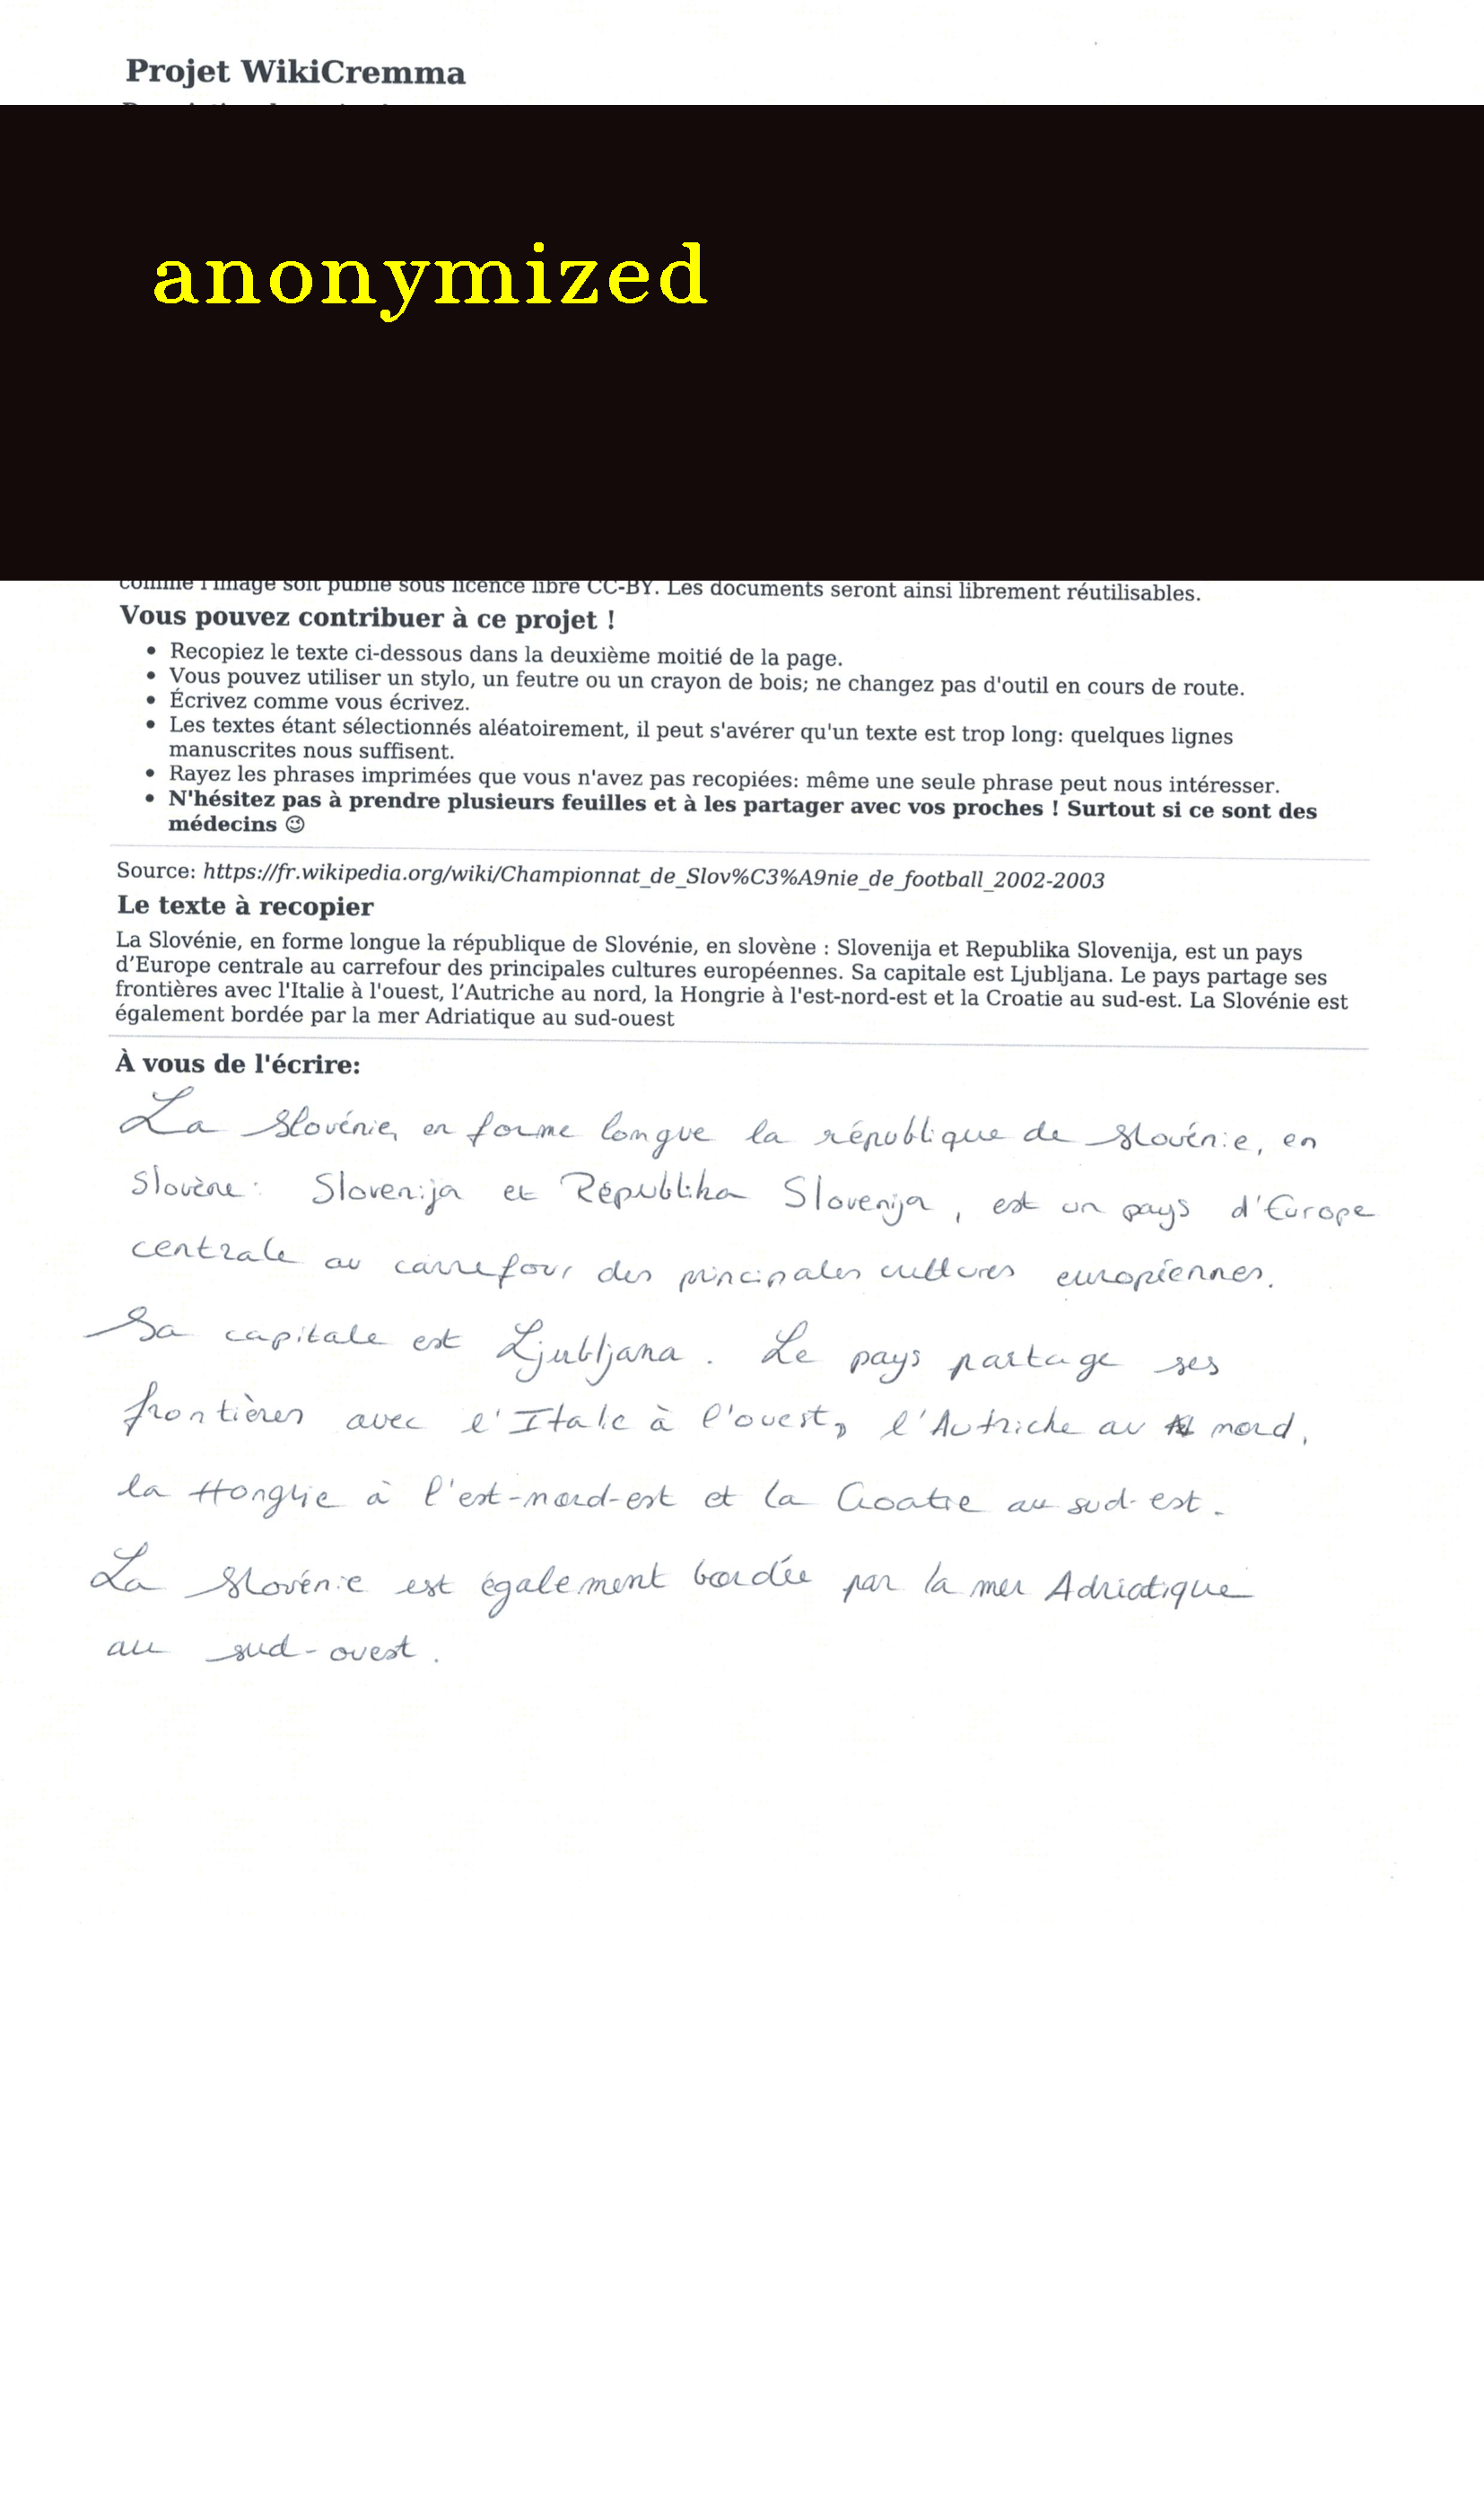 Projet WikiCremma
anonymized
comme l'image soit publié sous licence libre CC-BY. Les documents seront ainsi librement réutilisables.
Vous pouvez contribuer à ce projet !
• Recopiez le texte ci-dessous dans la deuxième moitié de la page.
• Vous pouvez utiliser un stylo, un feutre ou un crayon de bois; ne changez pas d'outil en cours de route.
• Écrivez comme vous écrivez.
• Les textes étant sélectionnés aléatoirement, il peut s'avérer qu'un texte est trop long: quelques lignes
manuscrites nous suffisent.
• Rayez les phrases imprimées que vous n'avez pas recopiées: même une seule phrase peut nous intéresser.
• N'hésitez pas à prendre plusieurs feuilles et à les partager avec vos proches ! Surtout si ce sont des
médecins 😉
Source: https://fr.wikipedia.org/wiki/Championnat_de_Slov%C3%A9nie_de_football_2002-2003
Le texte à recopier
La Slovénie, en forme longue la république de Slovénie, en slovène : Slovenija et Republika Slovenija, est un pays
d’Europe centrale au carrefour des principales cultures européennes. Sa capitale est Ljubljana. Le pays partage ses
frontières avec l'Italie à l'ouest, l’Autriche au nord, la Hongrie à l'est-nord-est et la Croatie au sud-est. La Slovénie est
également bordée par la mer Adriatique au sud-ouest
À vous de l'écrire:
La Slovénie, en forme longue la république de Slovénie, en
slovène : Slovenija et Républika Slovenija, est un pays d'Europe
centrale au carrefour des principales cultures européennes.
Sa capitale est Ljubljana. Le pays partage ses
frontières avec l'Italie à l'ouest, l'Autriche au nord,
la Hongrie à l'est-nord-est et la Croatie au sud-est.
La Slovénie est également bordée par la mer Adriatique
au sud-ouest.